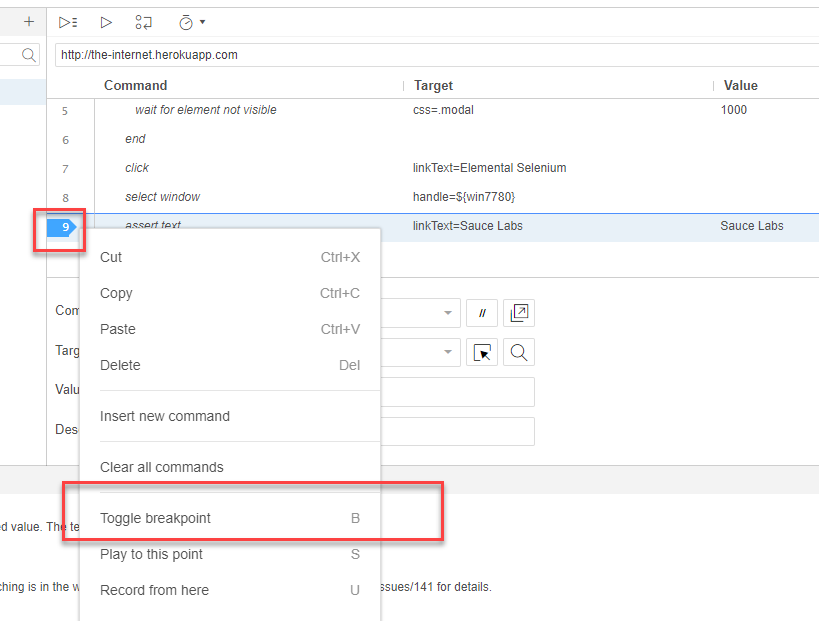 http://the-internet.herokuapp.com
Command Target Value
5 wait for element not visible css=.modal 1000
6 end
7 click linkText=Elemental Selenium
8 select window handle=${win7780}
9 assert text linkText=Sauce Labs Sauce Labs
Cut Ctrl+X
Copy Ctrl+C
Com //
Paste Ctrl+V
Targ
Delete Del
Valu
Insert new command
Des
Clear all commands
Toggle breakpoint B
ed value. The te
Play to this point S
Record from here U
ching is in the w ssues/141 for details.